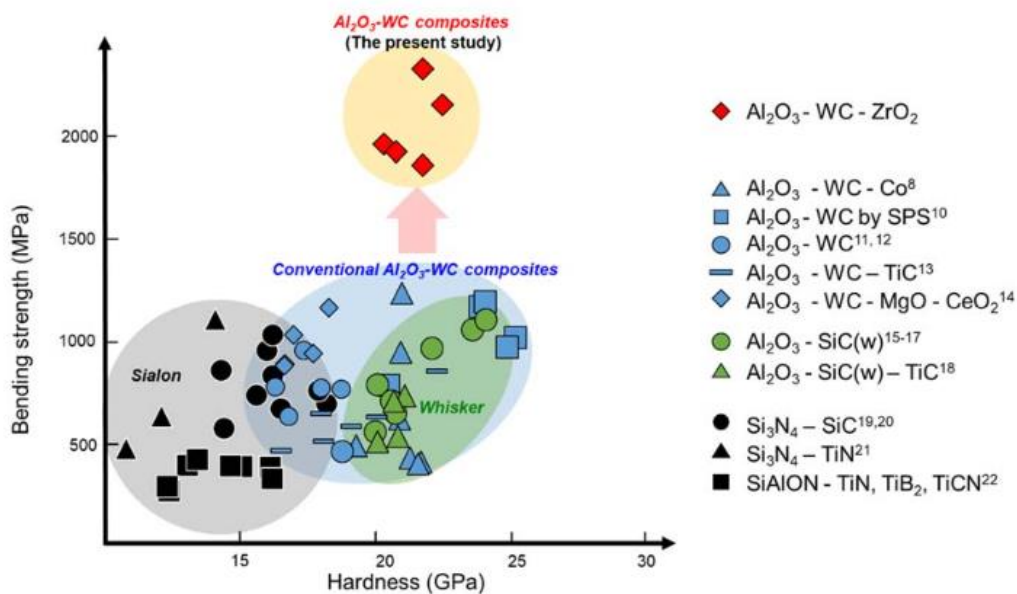 Al₂O₃-WC composites
(The present study)
Bending strength (MPa)
2000
1500
1000
500
0
15
20
25
30
Hardness (GPa)
Conventional Al₂O₃-WC composites
Sialon
Whisker
Al₂O₃ - WC - ZrO₂
Al₂O₃ - WC - Co⁸
Al₂O₃ - WC by SPS¹⁰
Al₂O₃ - WC¹¹, ¹²
Al₂O₃ - WC – TiC¹³
Al₂O₃ - WC - MgO - CeO₂¹⁴
Al₂O₃ - SiC(w)¹⁵⁻¹⁷
Al₂O₃ - SiC(w) – TiC¹⁸
Si₃N₄ – SiC¹⁹,²⁰
Si₃N₄ – TiN²¹
SiAlON - TiN, TiB₂, TiCN²²